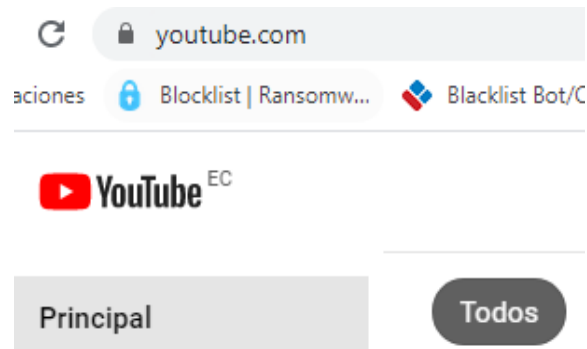 youtube.com
aciones Blocklist | Ransomw... Blacklist Bot/C
YouTube EC
Principal
Todos